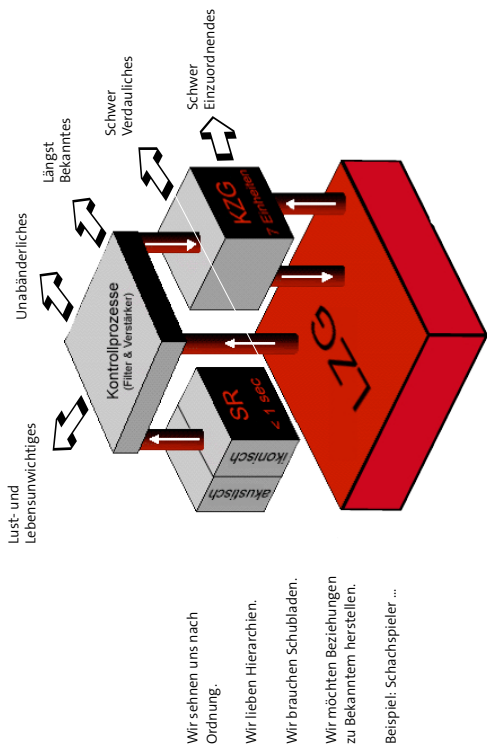 Lust- und
Lebensunwichtiges
Unabänderliches
Längst
Bekanntes
Schwer
Verdauliches
Schwer
Einzuordnendes
Kontrollprozesse
(Filter & Verstärker)
akustisch
ikonisch
SR
< 1 sec
KZG
7 Einheiten
LZG
Wir sehnen uns nach
Ordnung.
Wir lieben Hierarchien.
Wir brauchen Schubladen.
Wir möchten Beziehungen
zu Bekanntem herstellen.
Beispiel: Schachspieler ...